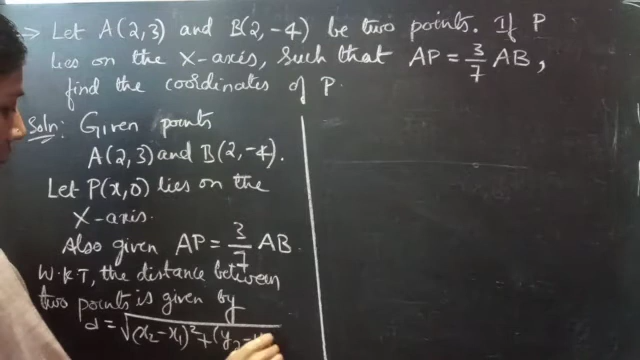 → Let A(2,3) and B(2,-4) be two points. If P
lies on the X-axis, such that AP = 3/7 AB,
find the coordinates of P.
Soln: Given points
A(2,3) and B(2,-4).
Let P(x,0) lies on the
X-axis.
Also given AP = 3/7 AB.
W.K.T, the distance between
two points is given by
d = √(x₂-x₁)²+(y₂-y